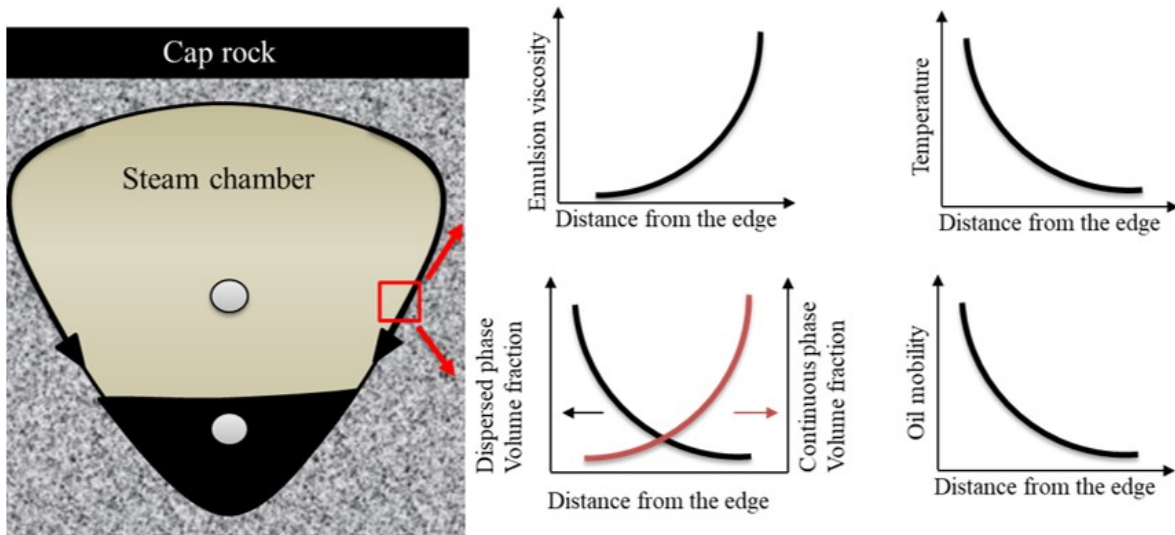 Cap rock
Steam chamber
Emulsion viscosity
Distance from the edge
Temperature
Distance from the edge
Dispersed phase
Volume fraction
Continuous phase
Volume fraction
Distance from the edge
Oil mobility
Distance from the edge